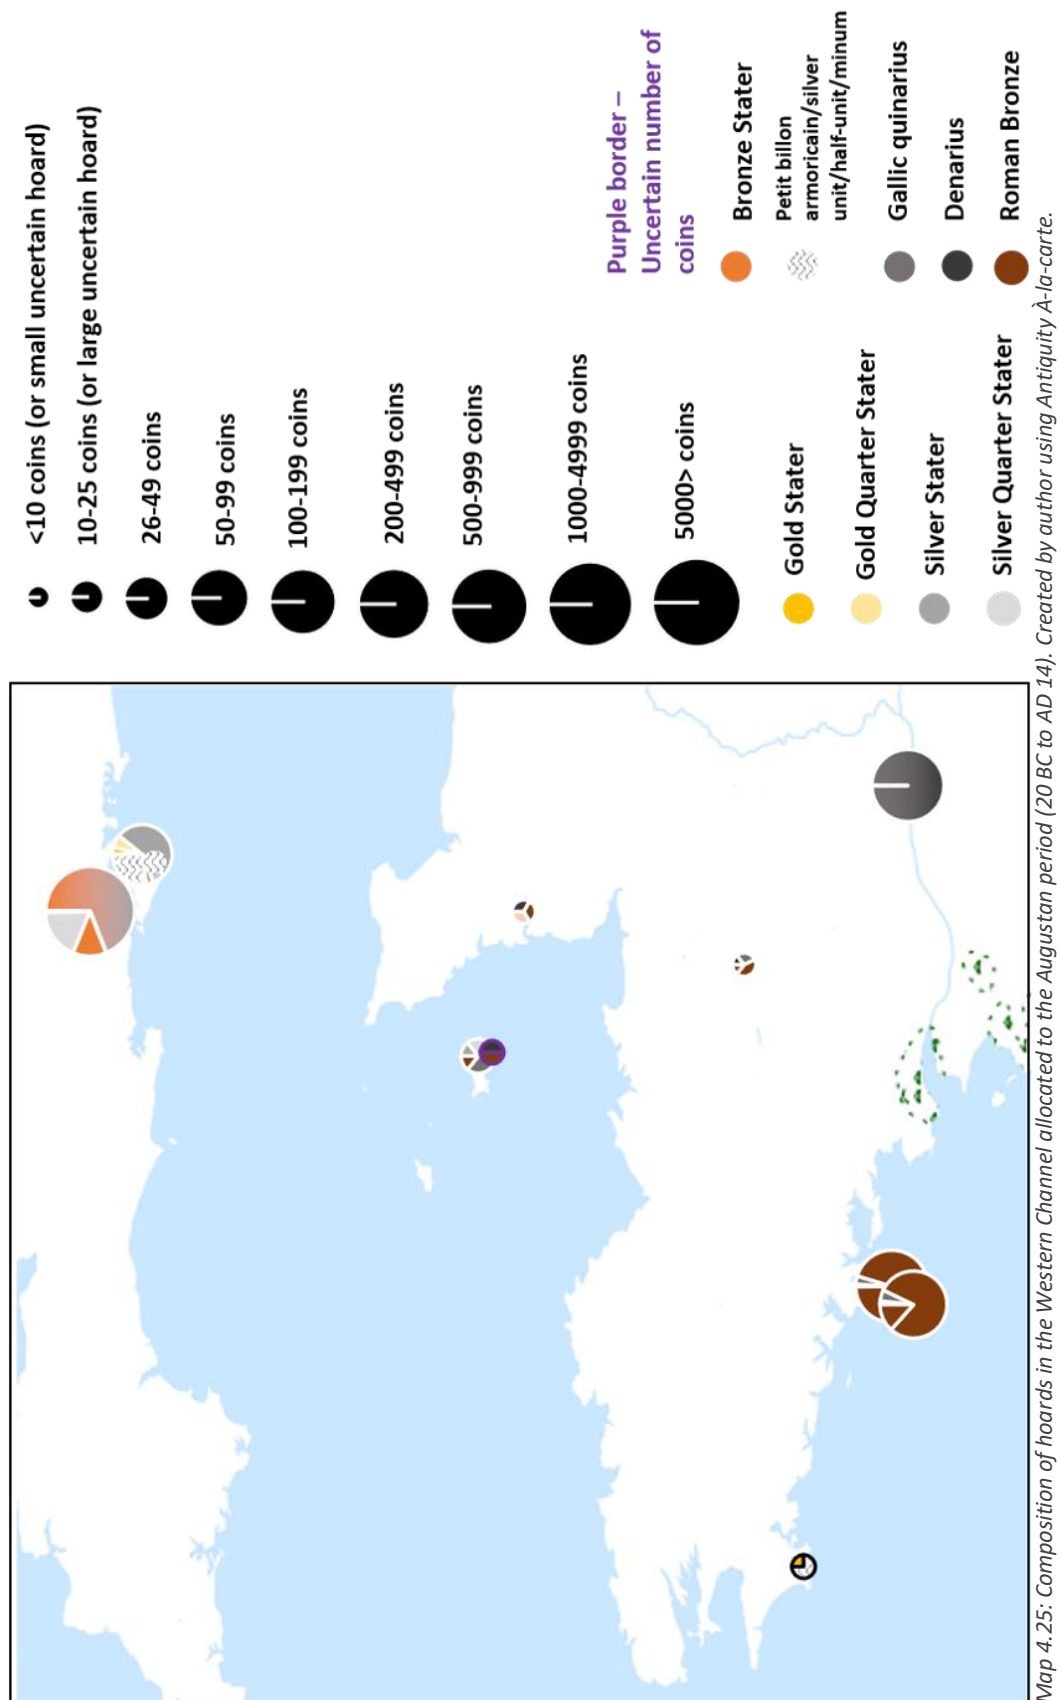 <10 coins (or small uncertain hoard)
10-25 coins (or large uncertain hoard)
26-49 coins
50-99 coins
100-199 coins
200-499 coins
500-999 coins
1000-4999 coins
5000> coins
Purple border –
Uncertain number of
coins
Gold Stater
Gold Quarter Stater
Silver Stater
Silver Quarter Stater
Bronze Stater
Petit billon
armoricain/silver
unit/half-unit/minum
Gallic quinarius
Denarius
Roman Bronze
Map 4.25: Composition of hoards in the Western Channel allocated to the Augustan period (20 BC to AD 14). Created by author using Antiquity À-la-carte.